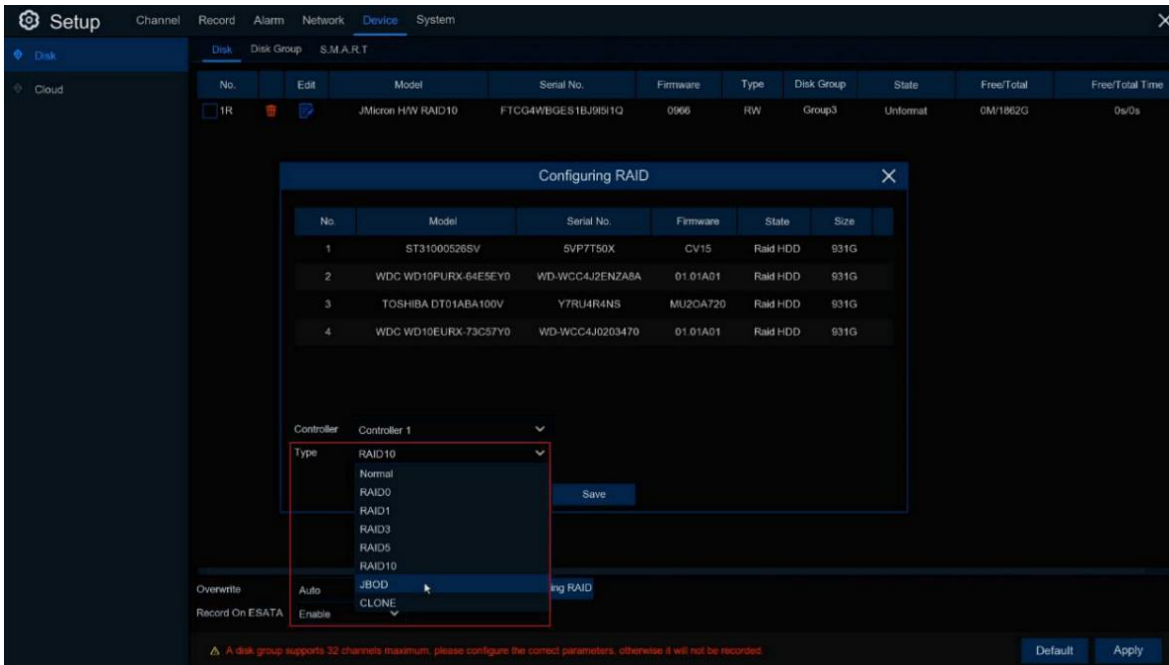 Setup Channel Record Alarm Network Device System
Disk Disk Group S.M.A.R.T
Disk
Cloud
No. Edit Model Serial No. Firmware Type Disk Group State Free/Total Free/Total Time
1R JMicron H/W RAID10 FTCG4WBGES1BJ9I5I1Q 0966 RW Group3 Unformat 0M/1862G 0s/0s
Configuring RAID
No. Model Serial No. Firmware State Size
1 ST31000526SV 5VP7T50X CV15 Raid HDD 931G
2 WDC WD10PURX-64E5EY0 WD-WCC4J2ENZA8A 01.01A01 Raid HDD 931G
3 TOSHIBA DT01ABA100V Y7RU4R4NS MU2OA720 Raid HDD 931G
4 WDC WD10EURX-73C57Y0 WD-WCC4J0203470 01.01A01 Raid HDD 931G
Controller Controller 1
Type RAID10
Normal
RAID0
Save
RAID1
RAID3
RAID5
RAID10
JBOD
CLONE
Overwrite Auto ing RAID
Record On ESATA Enable
A disk group supports 32 channels maximum, please configure the correct parameters, otherwise it will not be recorded.
Default Apply